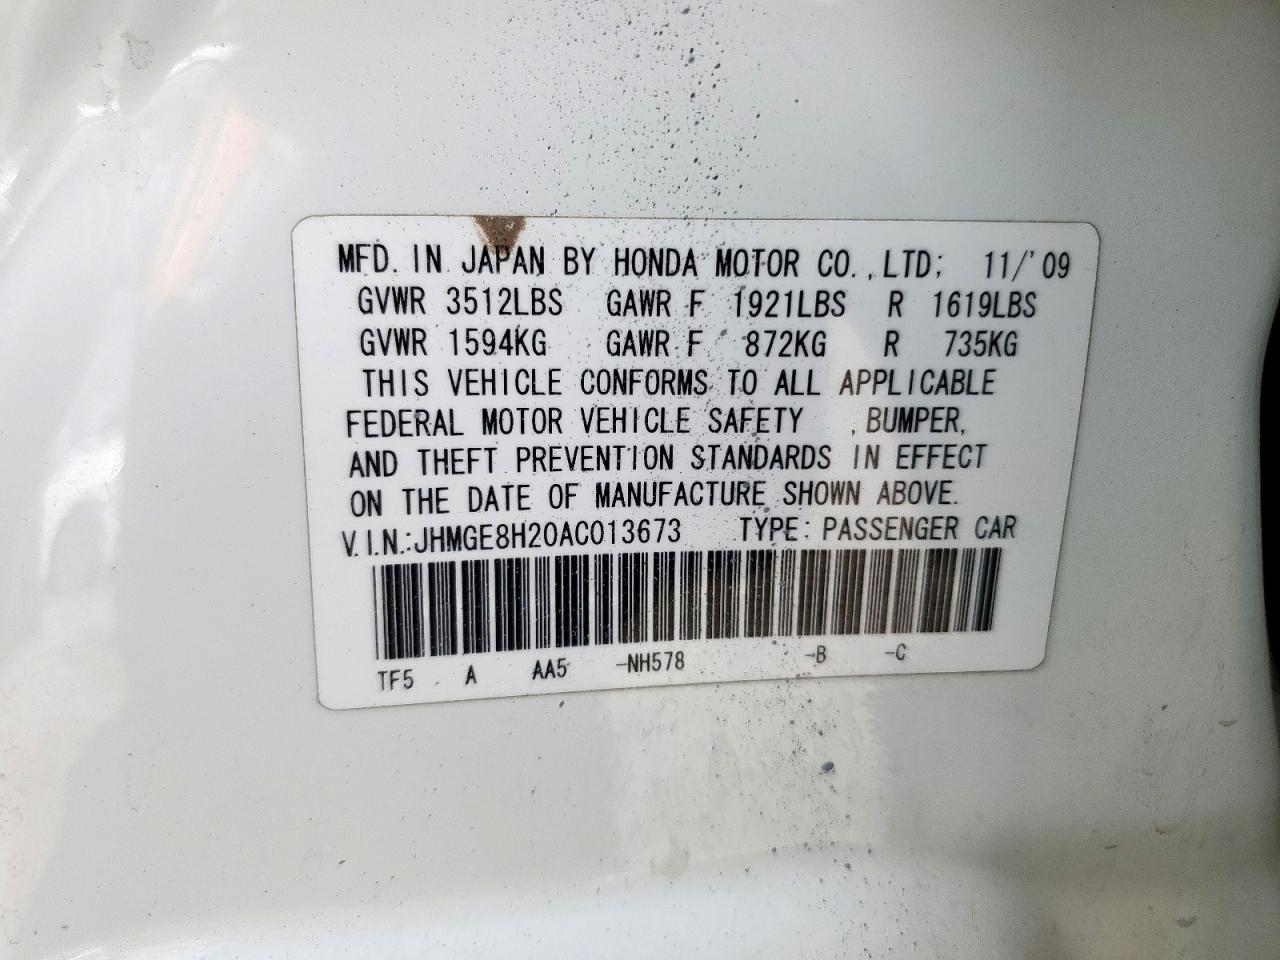 MFD. IN JAPAN BY HONDA MOTOR CO.,LTD; 11/'09
GVWR 3512LBS GAWR F 1921LBS R 1619LBS
GVWR 1594KG GAWR F 872KG R 735KG
THIS VEHICLE CONFORMS TO ALL APPLICABLE
FEDERAL MOTOR VEHICLE SAFETY , BUMPER,
AND THEFT PREVENTION STANDARDS IN EFFECT
ON THE DATE OF MANUFACTURE SHOWN ABOVE.
V.I.N.:JHMGE8H20AC013673 TYPE: PASSENGER CAR
TF5 A AA5 -NH578 -B -C